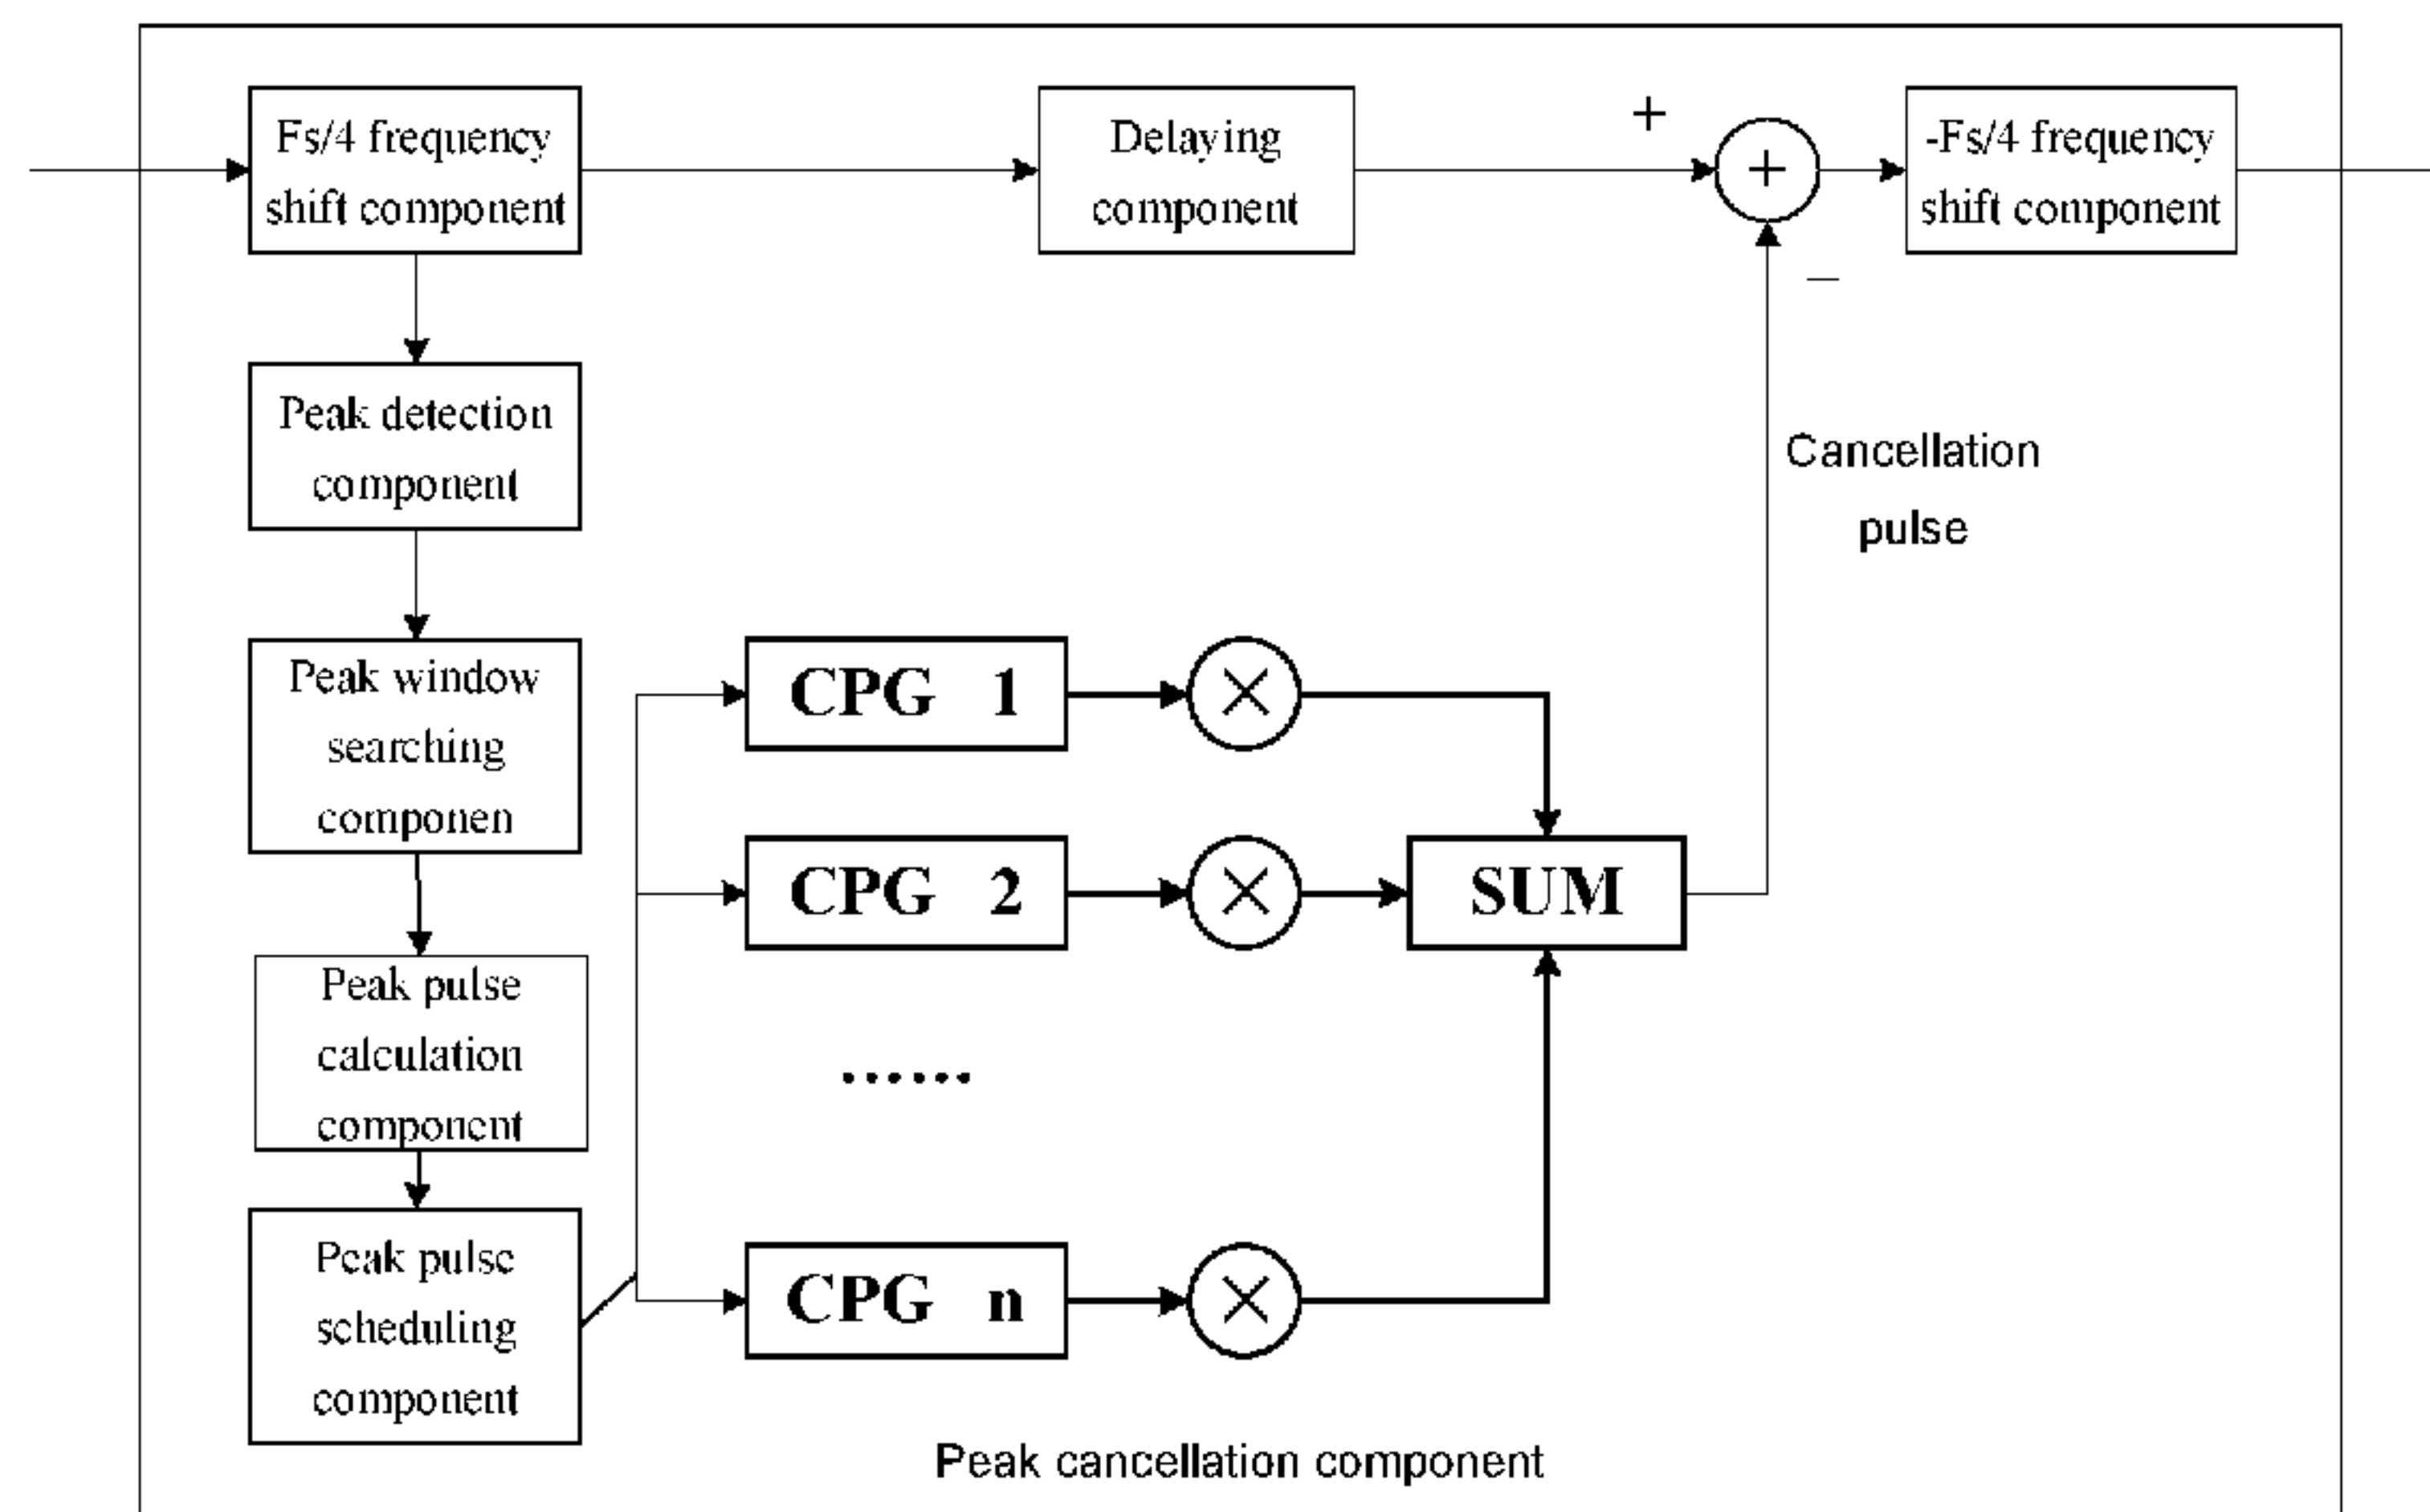 Fs/4 frequency
shift component
Delaying
component
+
+
-Fs/4 frequency
shift component
–
Peak detection
component
Cancellation
pulse
Peak window
searching
componen
CPG 1
×
CPG 2
×
SUM
Peak pulse
calculation
component
......
Peak pulse
scheduling
component
CPG n
×
Peak cancellation component